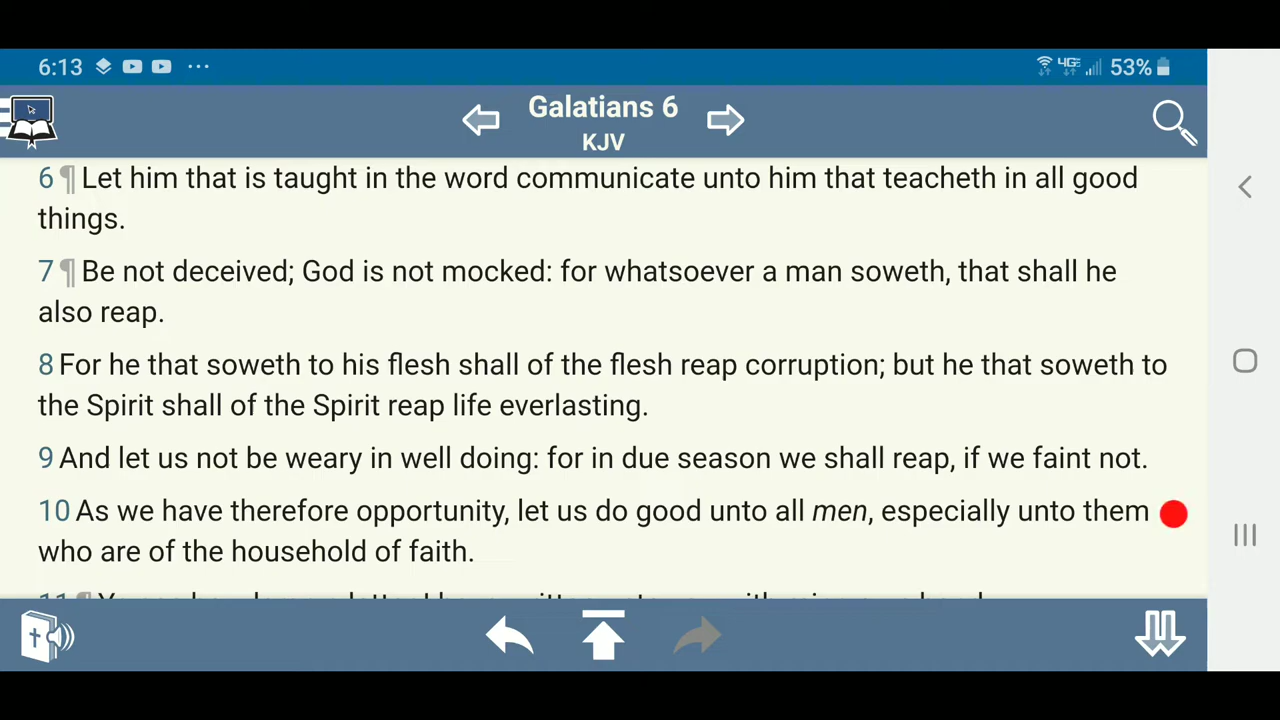 6:13 ... 4GE 53%
Galatians 6
KJV
6 ¶ Let him that is taught in the word communicate unto him that teacheth in all good
things.
7 ¶ Be not deceived; God is not mocked: for whatsoever a man soweth, that shall he
also reap.
8 For he that soweth to his flesh shall of the flesh reap corruption; but he that soweth to
the Spirit shall of the Spirit reap life everlasting.
9 And let us not be weary in well doing: for in due season we shall reap, if we faint not.
10 As we have therefore opportunity, let us do good unto all men, especially unto them
who are of the household of faith.